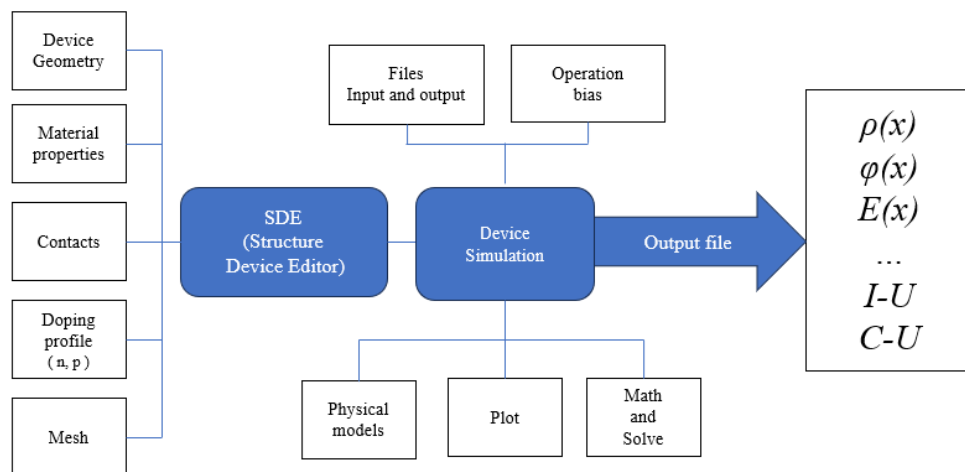 Device
Geometry
Material
properties
Contacts
Doping
profile
( n, p )
Mesh
SDE
(Structure
Device Editor)
Files
Input and output
Operation
bias
Device
Simulation
Physical
models
Plot
Math
and
Solve
Output file
ρ(x)
φ(x)
E(x)
...
I-U
C-U